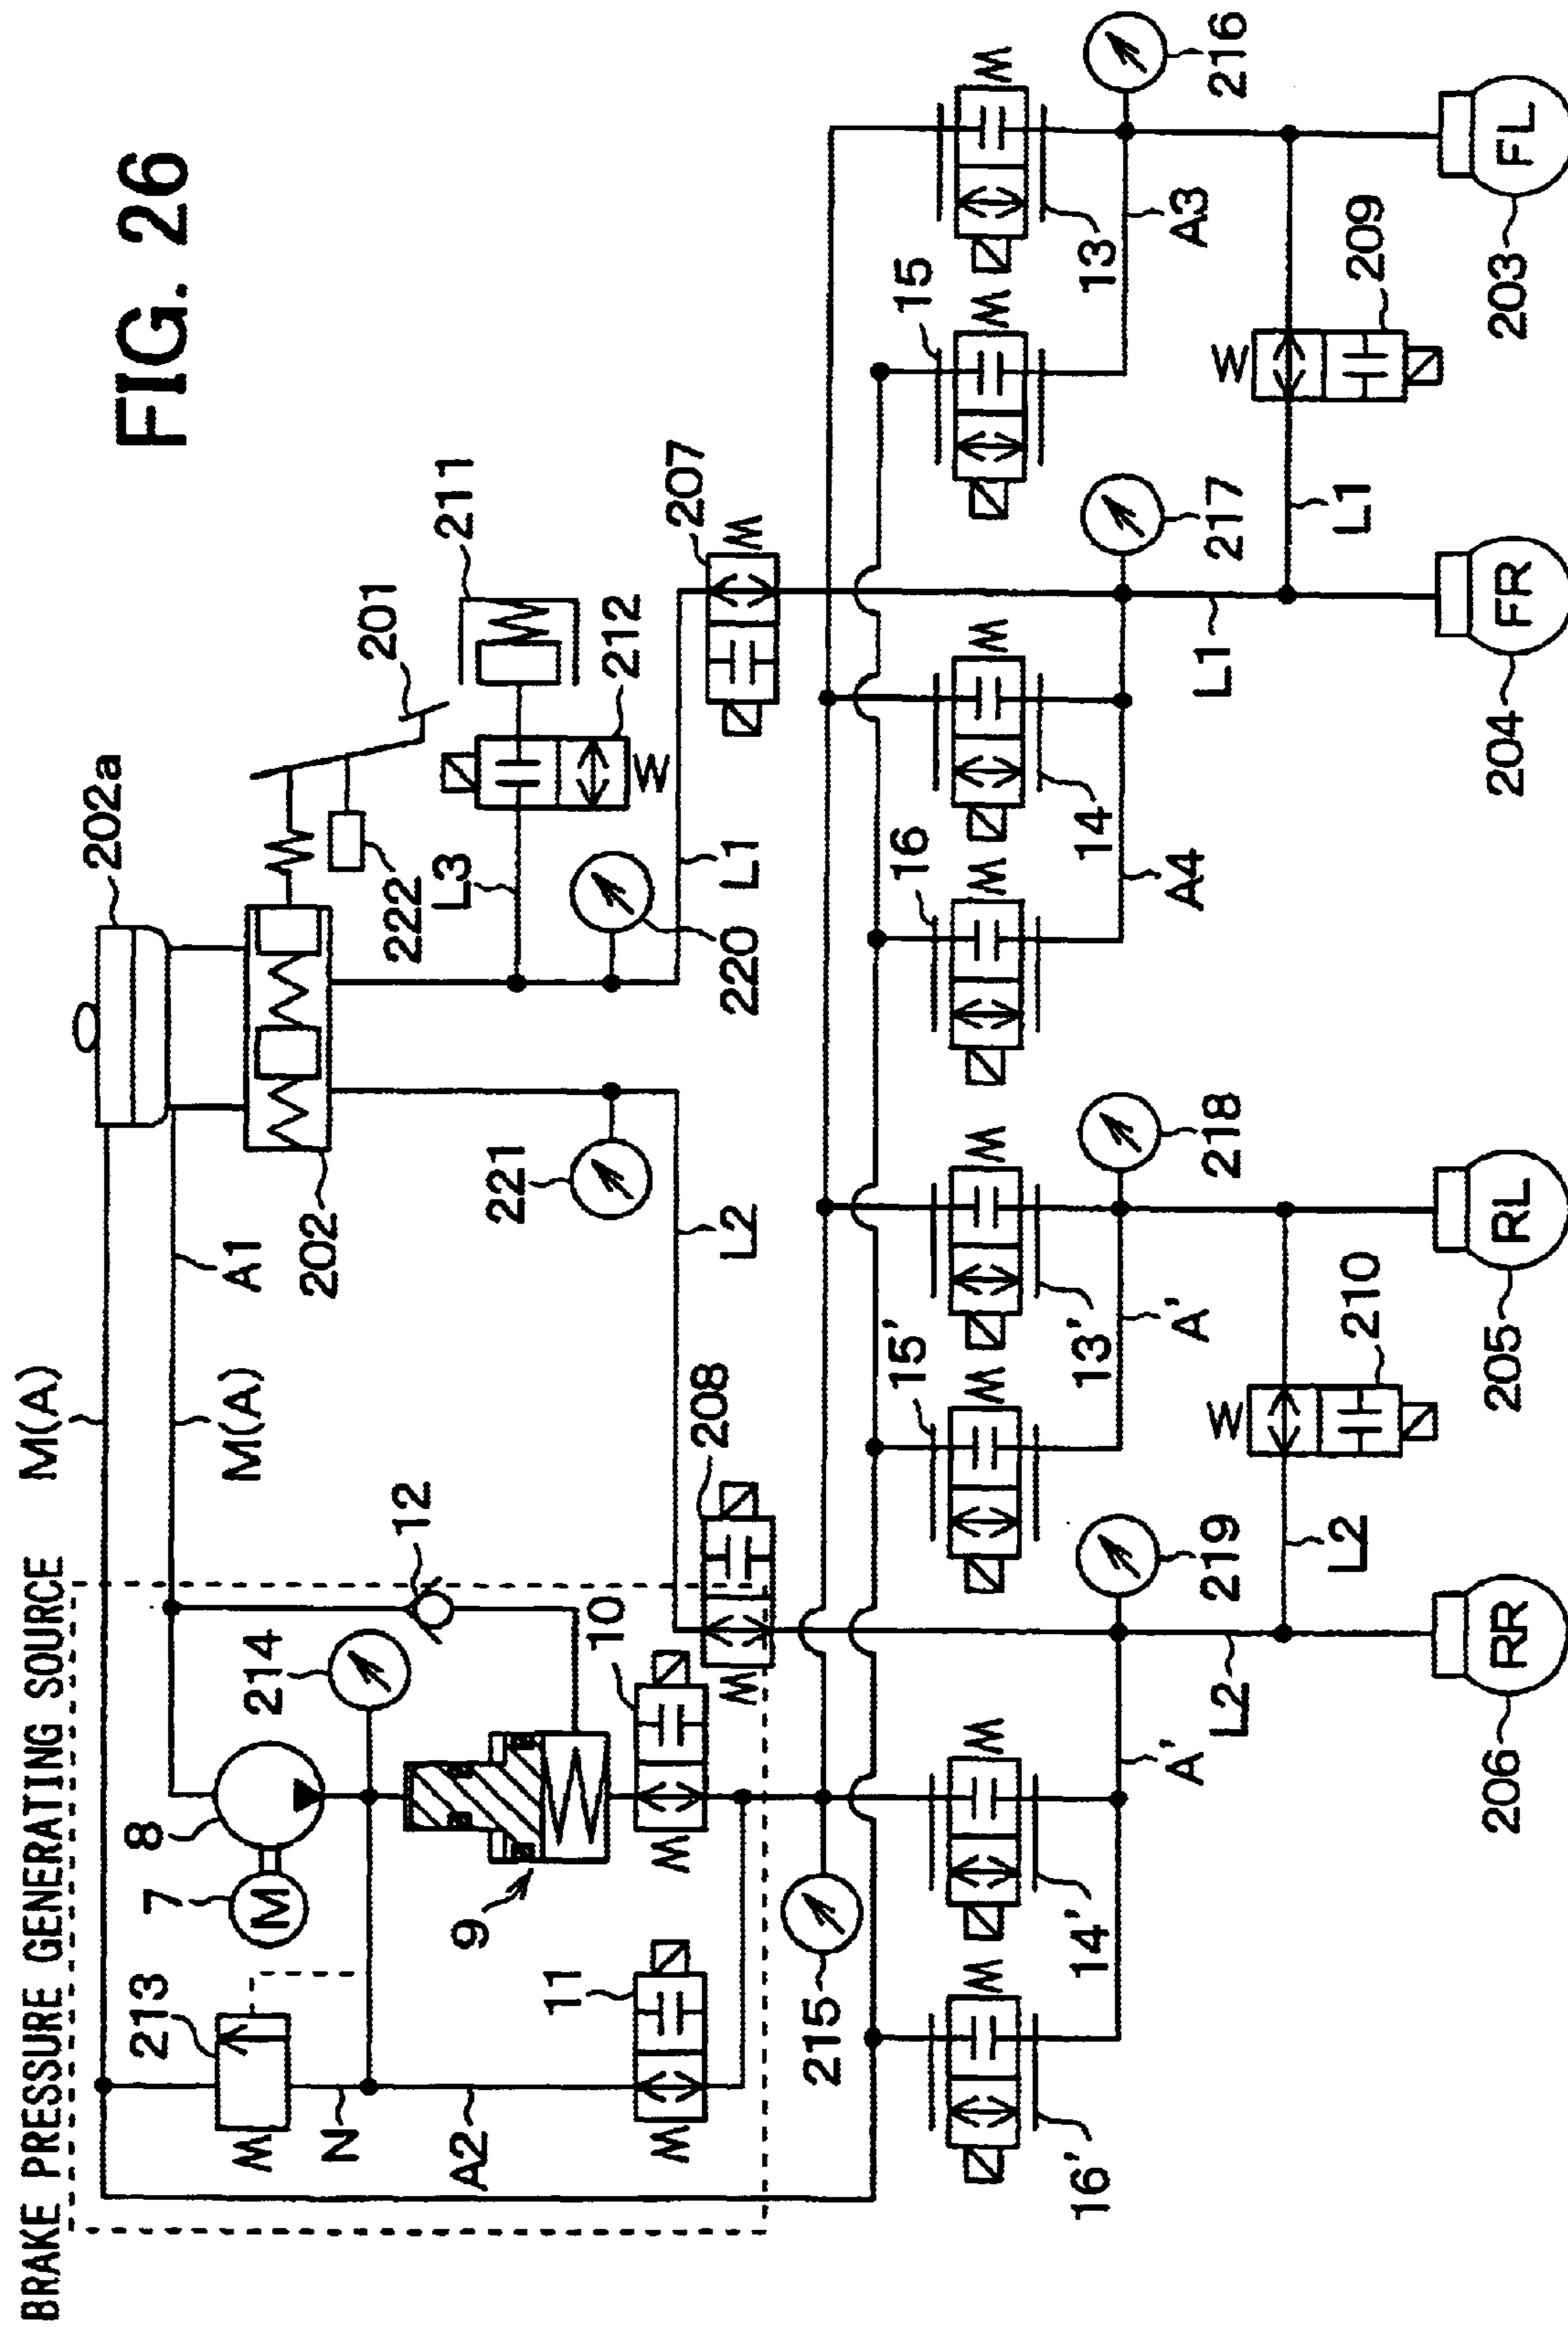 FIG. 26
BRAKE PRESSURE GENERATING SOURCE
M(A)
202a
A1
M(A)
201
222
211
212
L3
202
12
214
8
7
M
213
N
A2
9
10
11
221
220
L1
L2
207
208
215
15
13
A3
216
16
14
A4
217
L1
L1
209
15'
13'
A'
218
16'
14'
A'
219
L2
L2
210
RR
206
RL
205
FR
204
FL
203